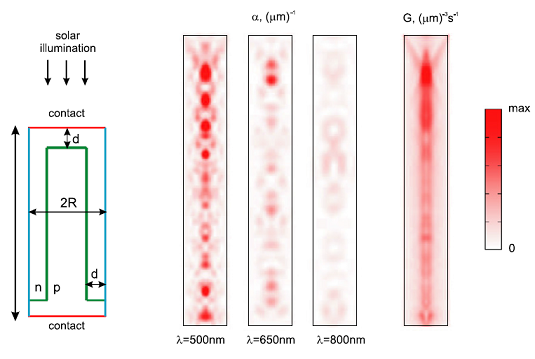 solar
illumination
contact
d
2R
d
n p
contact
α, (μm)⁻¹
λ=500nm λ=650nm λ=800nm
G, (μm)⁻³s⁻¹
max
0